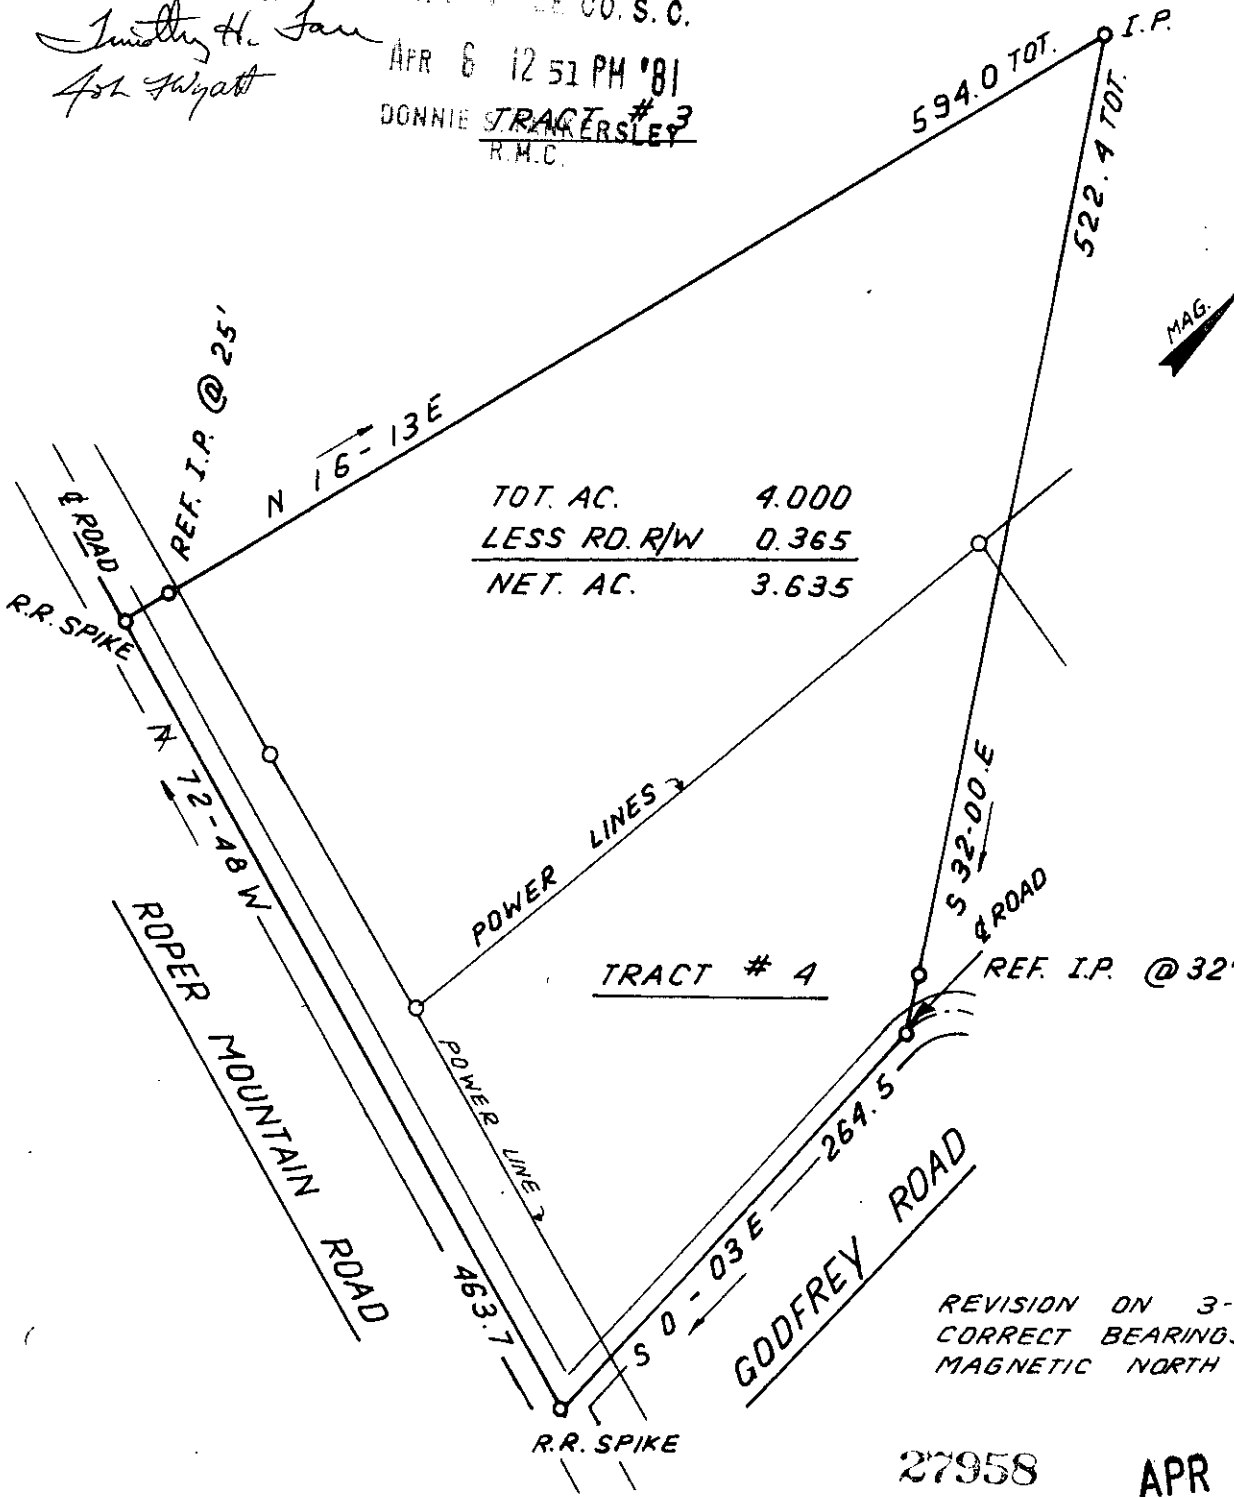 CO. S. C.
Timothy H. Farr
APR 6 12 51 PM '81
DONNIE S. TANKERSLEY
R.M.C.
TRACT # 3
I.P.
594.0 TOT.
522.4 TOT.
MAG.
REF. I.P. @ 25'
N 16-13 E
℄ ROAD
R.R. SPIKE
TOT. AC. 4.000
LESS RD. R/W 0.365
NET. AC. 3.635
N 72-48 W
463.7
POWER LINES
S 32-00 E
℄ ROAD
REF. I.P. @ 32'
TRACT # 4
POWER LINE
ROPER MOUNTAIN ROAD
264.5
S 0-03 E
GODFREY ROAD
R.R. SPIKE
REVISION ON 3-
CORRECT BEARINGS
MAGNETIC NORTH
27958 APR